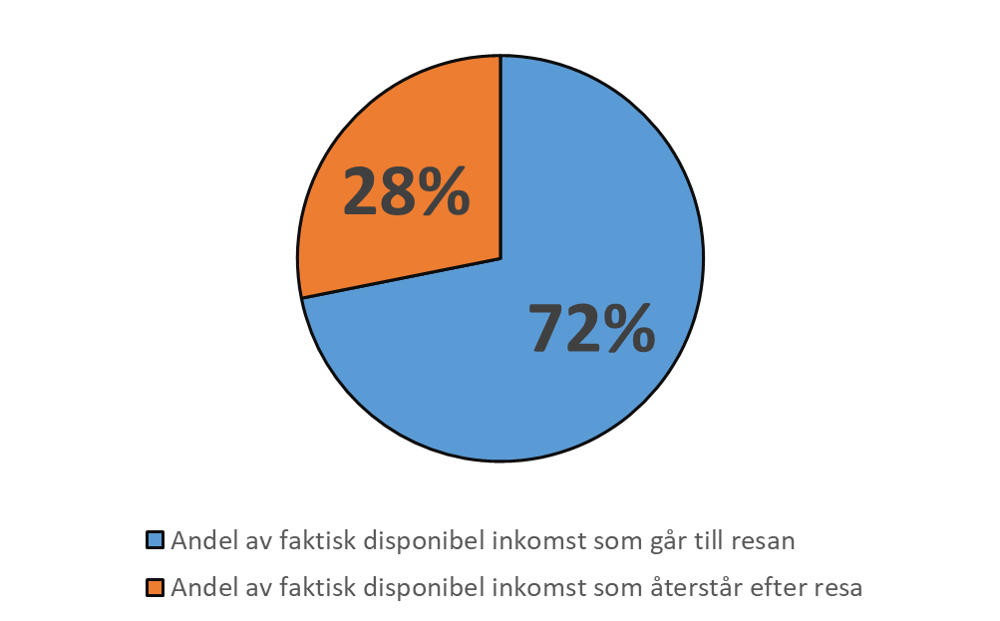 28%
72%
Andel av faktisk disponibel inkomst som går till resan
Andel av faktisk disponibel inkomst som återstår efter resa